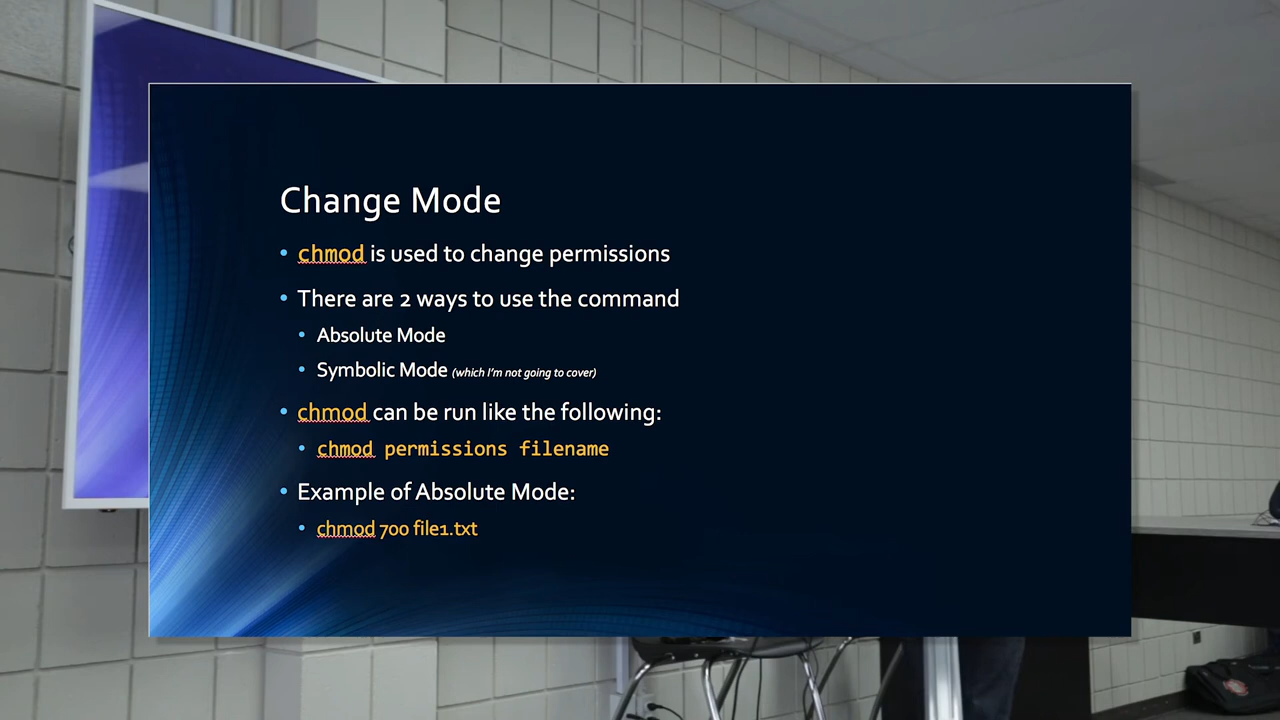 Change Mode
• chmod is used to change permissions
• There are 2 ways to use the command
• Absolute Mode
• Symbolic Mode (which I'm not going to cover)
• chmod can be run like the following:
• chmod permissions filename
• Example of Absolute Mode:
• chmod 700 file1.txt